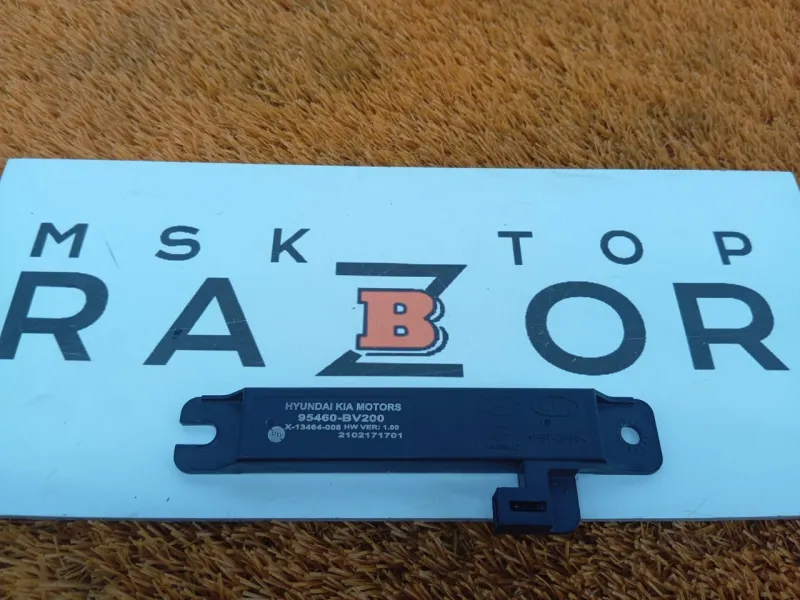 MSK TOP
RAZBOR
HYUNDAI KIA MOTORS
95460-BV200
X-13464-008 HW VER: 1.00
2102171701